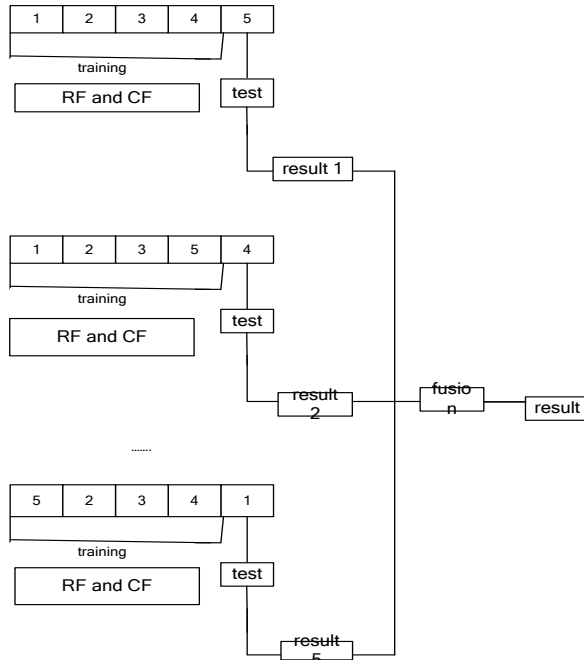 1 2 3 4 5
training
RF and CF
test
result 1
1 2 3 5 4
training
RF and CF
test
result
2
fusio
n
result
.......
5 2 3 4 1
training
RF and CF
test
result
5